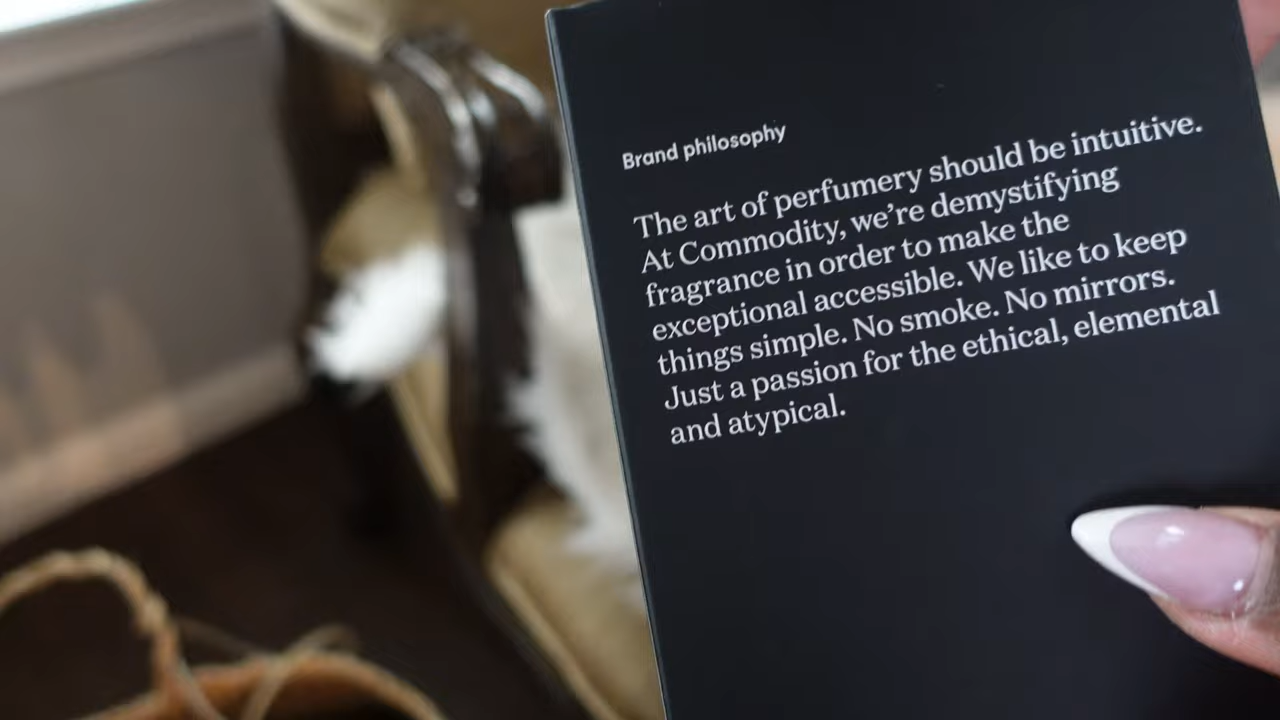 Brand philosophy
The art of perfumery should be intuitive.
At Commodity, we’re demystifying
fragrance in order to make the
exceptional accessible. We like to keep
things simple. No smoke. No mirrors.
Just a passion for the ethical, elemental
and atypical.